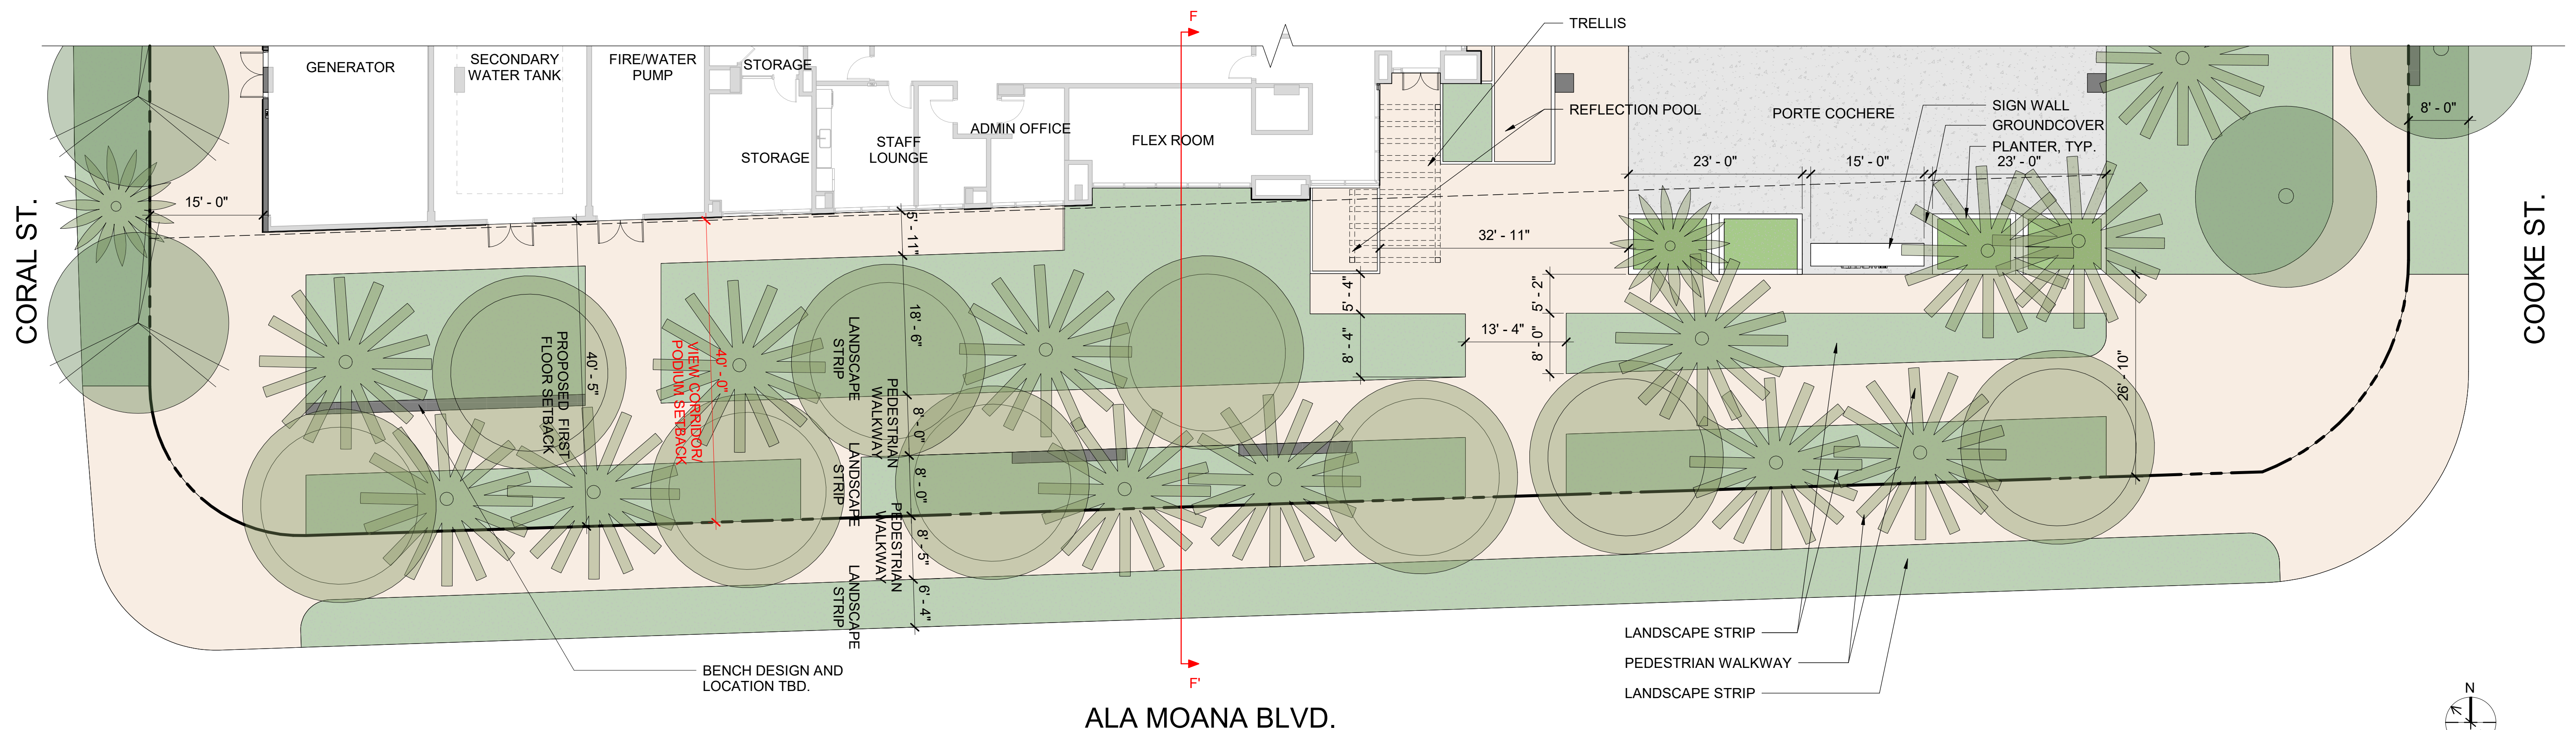 F
TRELLIS
GENERATOR
SECONDARY
WATER TANK
FIRE/WATER
PUMP
STORAGE
STORAGE
STAFF
LOUNGE
ADMIN OFFICE
FLEX ROOM
REFLECTION POOL
PORTE COCHERE
SIGN WALL
GROUNDCOVER
PLANTER, TYP.
8' - 0"
23' - 0"
15' - 0"
23' - 0"
15' - 0"
CORAL ST.
COOKE ST.
5' - 11"
32' - 11"
18' - 6"
5' - 4"
8' - 4"
13' - 4"
5' - 2"
8' - 0"
26' - 10"
PROPOSED FIRST
FLOOR SETBACK
40' - 5"
VIEW CORRIDOR/
PODIUM SETBACK
40' - 0"
LANDSCAPE
STRIP
PEDESTRIAN
WALKWAY
8' - 0"
LANDSCAPE
STRIP
8' - 0"
PEDESTRIAN
WALKWAY
8' - 5"
LANDSCAPE
STRIP
6' - 4"
LANDSCAPE STRIP
PEDESTRIAN WALKWAY
LANDSCAPE STRIP
BENCH DESIGN AND
LOCATION TBD.
F'
ALA MOANA BLVD.
N